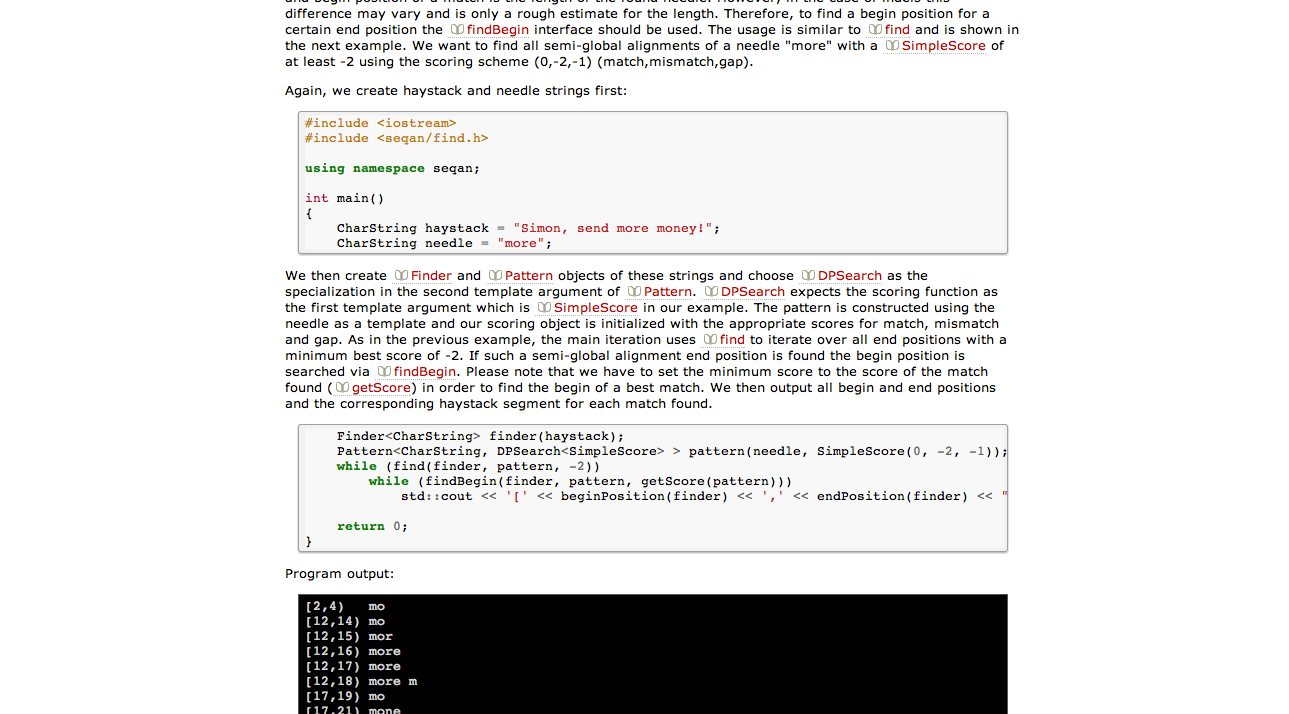 difference may vary and is only a rough estimate for the length. Therefore, to find a begin position for a
certain end position the findBegin interface should be used. The usage is similar to find and is shown in
the next example. We want to find all semi-global alignments of a needle "more" with a SimpleScore of
at least -2 using the scoring scheme (0,-2,-1) (match,mismatch,gap).
Again, we create haystack and needle strings first:
#include <iostream>
#include <seqan/find.h>
using namespace seqan;
int main()
{
    CharString haystack = "Simon, send more money!";
    CharString needle = "more";
We then create Finder and Pattern objects of these strings and choose DPSearch as the
specialization in the second template argument of Pattern. DPSearch expects the scoring function as
the first template argument which is SimpleScore in our example. The pattern is constructed using the
needle as a template and our scoring object is initialized with the appropriate scores for match, mismatch
and gap. As in the previous example, the main iteration uses find to iterate over all end positions with a
minimum best score of -2. If such a semi-global alignment end position is found the begin position is
searched via findBegin. Please note that we have to set the minimum score to the score of the match
found (getScore) in order to find the begin of a best match. We then output all begin and end positions
and the corresponding haystack segment for each match found.
    Finder<CharString> finder(haystack);
    Pattern<CharString, DPSearch<SimpleScore> > pattern(needle, SimpleScore(0, -2, -1));
    while (find(finder, pattern, -2))
        while (findBegin(finder, pattern, getScore(pattern)))
            std::cout << '[' << beginPosition(finder) << ',' << endPosition(finder) << "
    return 0;
}
Program output:
[2,4)   mo
[12,14) mo
[12,15) mor
[12,16) more
[12,17) more
[12,18) more m
[17,19) mo
[17,21) mone